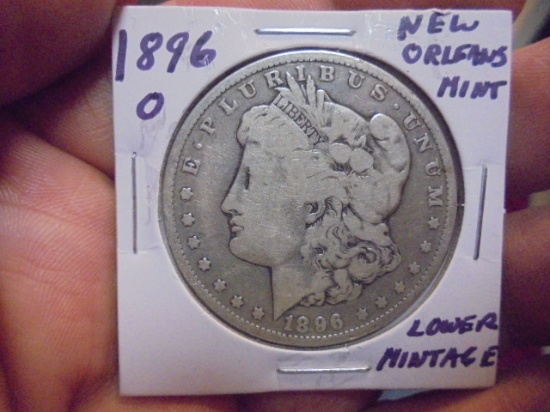 1896
O
NEW
ORLEANS
MINT
E·PLURIBUS·UNUM
LIBERTY
1896
LOWER
MINTAGE